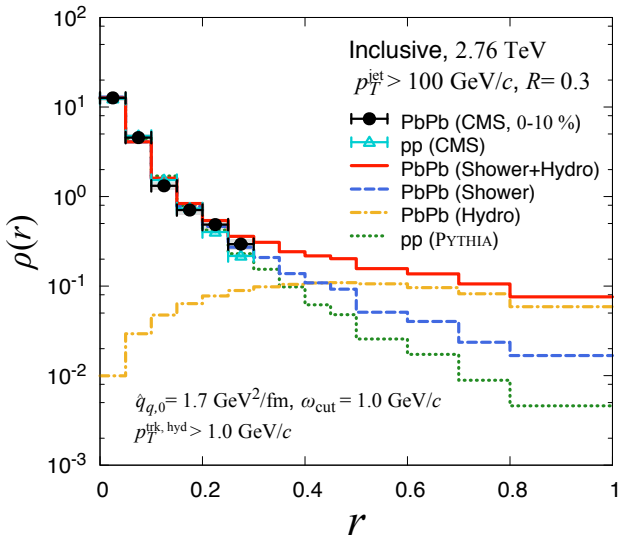 Inclusive, 2.76 TeV
p_T^jet > 100 GeV/c, R= 0.3
PbPb (CMS, 0-10 %)
pp (CMS)
PbPb (Shower+Hydro)
PbPb (Shower)
PbPb (Hydro)
pp (PYTHIA)
10^2
10^1
10^0
10^-1
10^-2
10^-3
ρ(r)
q̂_q,0 = 1.7 GeV^2/fm, ω_cut = 1.0 GeV/c
p_T^trk, hyd > 1.0 GeV/c
0 0.2 0.4 0.6 0.8 1
r